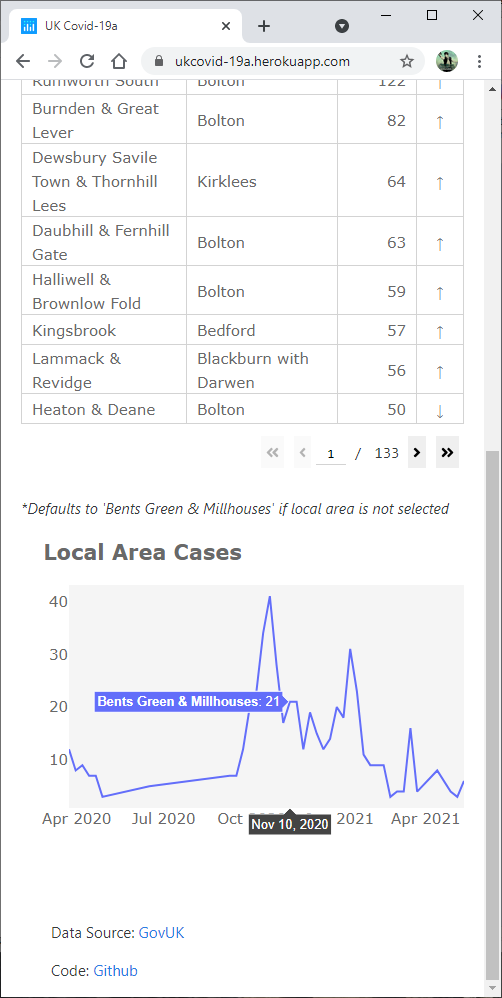 UK Covid-19a
ukcovid-19a.herokuapp.com
Rumworth South Bolton 122 ↑
Burnden & Great
Lever
Bolton 82 ↑
Dewsbury Savile
Town & Thornhill
Lees
Kirklees 64 ↑
Daubhill & Fernhill
Gate
Bolton 63 ↑
Halliwell &
Brownlow Fold
Bolton 59 ↑
Kingsbrook Bedford 57 ↑
Lammack &
Revidge
Blackburn with
Darwen
56 ↑
Heaton & Deane Bolton 50 ↓
1 / 133
*Defaults to 'Bents Green & Millhouses' if local area is not selected
Local Area Cases
40
30
20
10
Bents Green & Millhouses: 21
Apr 2020 Jul 2020 Oct 2021 Apr 2021
Nov 10, 2020
Data Source: GovUK
Code: Github